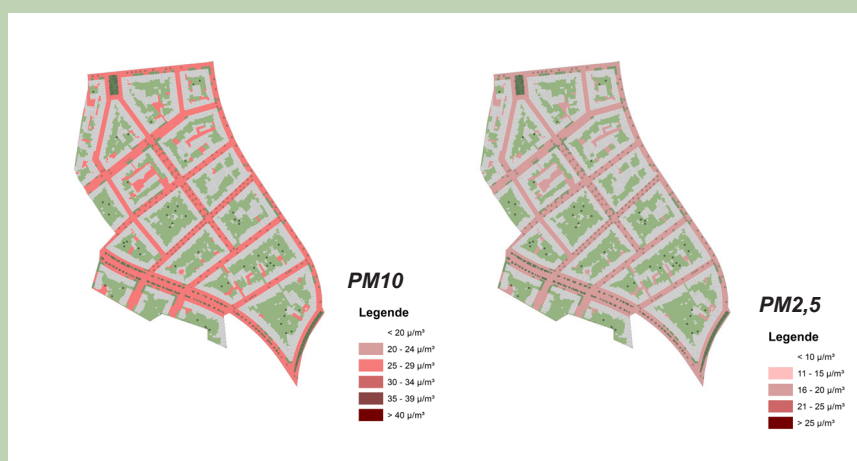 PM10
Legende
< 20 µ/m³
20 - 24 µ/m³
25 - 29 µ/m³
30 - 34 µ/m³
35 - 39 µ/m³
> 40 µ/m³
PM2,5
Legende
< 10 µ/m³
11 - 15 µ/m³
16 - 20 µ/m³
21 - 25 µ/m³
> 25 µ/m³